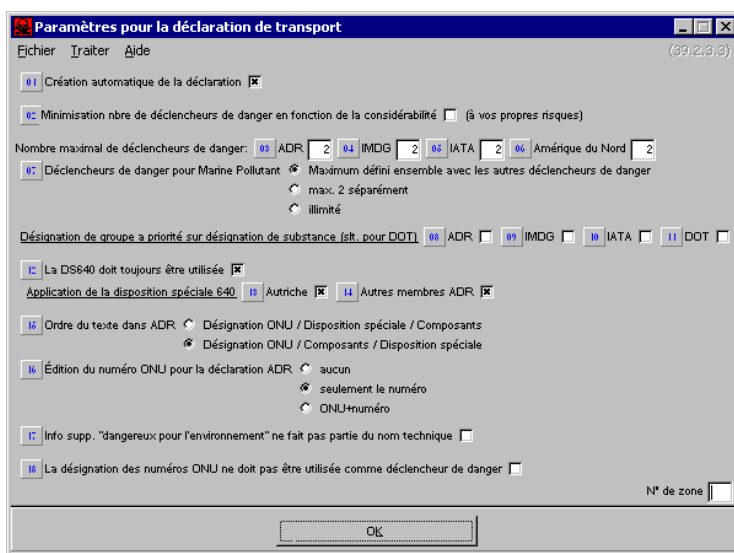 Paramètres pour la déclaration de transport
Fichier Traiter Aide (39.2.3.3)
01 Création automatique de la déclaration
02 Minimisation nbre de déclencheurs de danger en fonction de la considérabilité (à vos propres risques)
Nombre maximal de déclencheurs de danger: 03 ADR 2 04 IMDG 2 05 IATA 2 06 Amérique du Nord 2
07 Déclencheurs de danger pour Marine Pollutant Maximum défini ensemble avec les autres déclencheurs de danger
max. 2 séparément
illimité
Désignation de groupe a priorité sur désignation de substance (slt. pour DOT) 08 ADR 09 IMDG 10 IATA 11 DOT
12 La DS640 doit toujours être utilisée
Application de la disposition spéciale 640 13 Autriche 14 Autres membres ADR
15 Ordre du texte dans ADR Désignation ONU / Disposition spéciale / Composants
Désignation ONU / Composants / Disposition spéciale
16 Édition du numéro ONU pour la déclaration ADR aucun
seulement le numéro
ONU+numéro
17 Info supp. "dangereux pour l'environnement" ne fait pas partie du nom technique
18 La désignation des numéros ONU ne doit pas être utilisée comme déclencheur de danger
N° de zone
OK